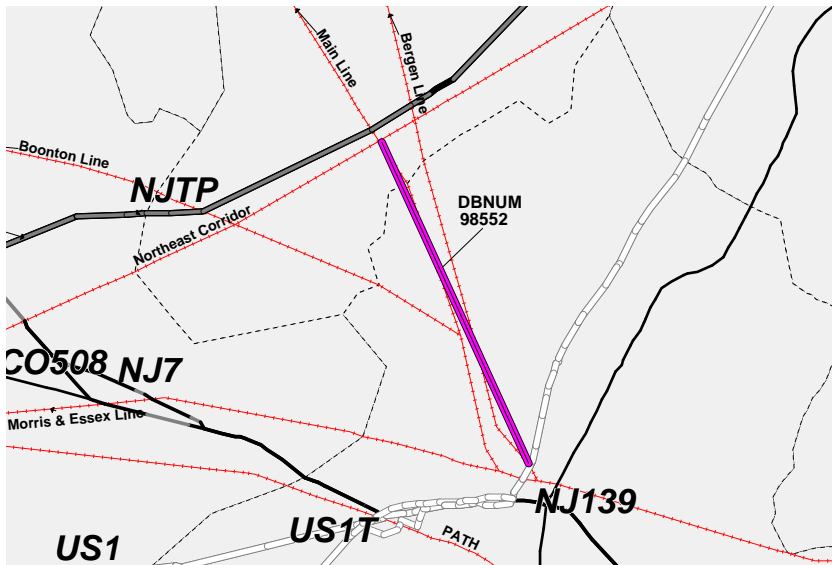 Main Line
Bergen Line
Boonton Line
NJTP
DBNUM
98552
Northeast Corridor
CO508
NJ7
Morris & Essex Line
NJ139
US1T
PATH
US1